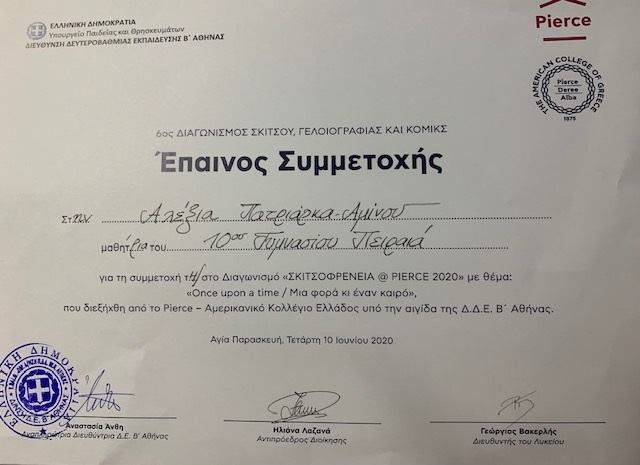 ΕΛΛΗΝΙΚΗ ΔΗΜΟΚΡΑΤΙΑ
Υπουργείο Παιδείας και Θρησκευμάτων
ΔΙΕΥΘΥΝΣΗ ΔΕΥΤΕΡΟΒΑΘΜΙΑΣ ΕΚΠΑΙΔΕΥΣΗΣ Β΄ ΑΘΗΝΑΣ
Pierce
THE AMERICAN COLLEGE OF GREECE
Pierce
Deree
Alba
1875
6ος ΔΙΑΓΩΝΙΣΜΟΣ ΣΚΙΤΣΟΥ, ΓΕΛΟΙΟΓΡΑΦΙΑΣ ΚΑΙ ΚΟΜΙΚΣ
Έπαινος Συμμετοχής
Στην Αλέξια Πατριάρκα-Αμίνου
μαθήτρια του 10ου Γυμνασίου Πειραιά
για τη συμμετοχή της στο Διαγωνισμό «ΣΚΙΤΣΟΦΡΕΝΕΙΑ @ PIERCE 2020» με θέμα:
«Once upon a time / Μια φορά κι έναν καιρό»,
που διεξήχθη από το Pierce – Αμερικανικό Κολλέγιο Ελλάδος υπό την αιγίδα της Δ.Δ.Ε. Β΄ Αθήνας.
Αγία Παρασκευή, Τετάρτη 10 Ιουνίου 2020
Αναστασία Άνθη
Αναπληρώτρια Διευθύντρια Δ.Ε. Β΄ Αθήνας
Ηλιάνα Λαζανά
Αντιπρόεδρος Διοίκησης
Γεώργιος Βακερλής
Διευθυντής του Λυκείου